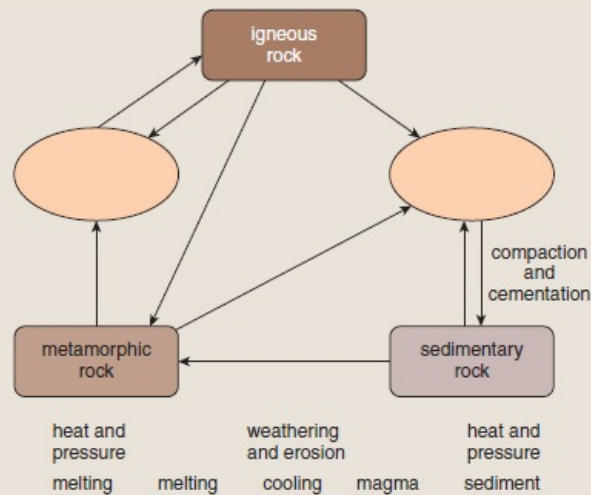 igneous
rock
compaction
and
cementation
metamorphic
rock
sedimentary
rock
heat and
pressure
weathering
and erosion
heat and
pressure
melting
melting
cooling
magma
sediment